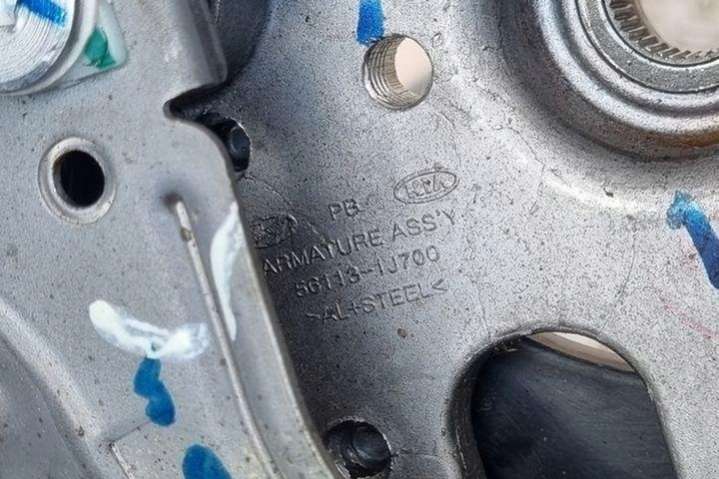 PB
ARMATURE ASS'Y
56113-1J700
>AL+STEEL<